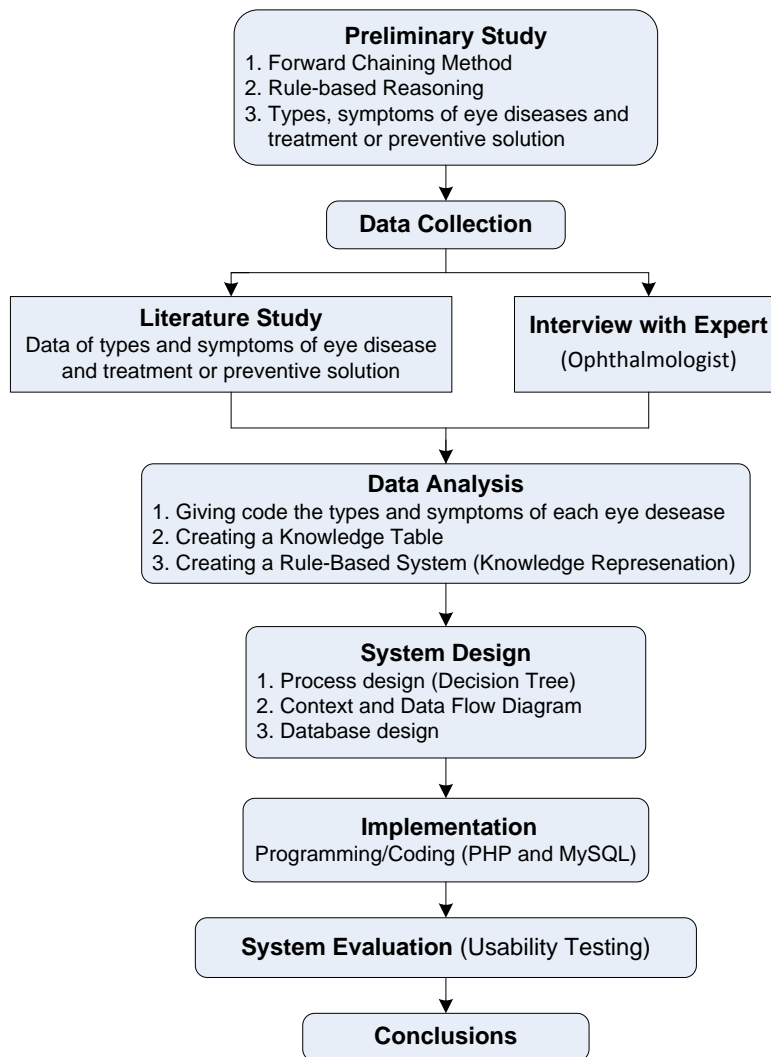 Preliminary Study
1. Forward Chaining Method
2. Rule-based Reasoning
3. Types, symptoms of eye diseases and
treatment or preventive solution
Data Collection
Literature Study
Data of types and symptoms of eye disease
and treatment or preventive solution
Interview with Expert
(Ophthalmologist)
Data Analysis
1. Giving code the types and symptoms of each eye desease
2. Creating a Knowledge Table
3. Creating a Rule-Based System (Knowledge Represenation)
System Design
1. Process design (Decision Tree)
2. Context and Data Flow Diagram
3. Database design
Implementation
Programming/Coding (PHP and MySQL)
System Evaluation (Usability Testing)
Conclusions